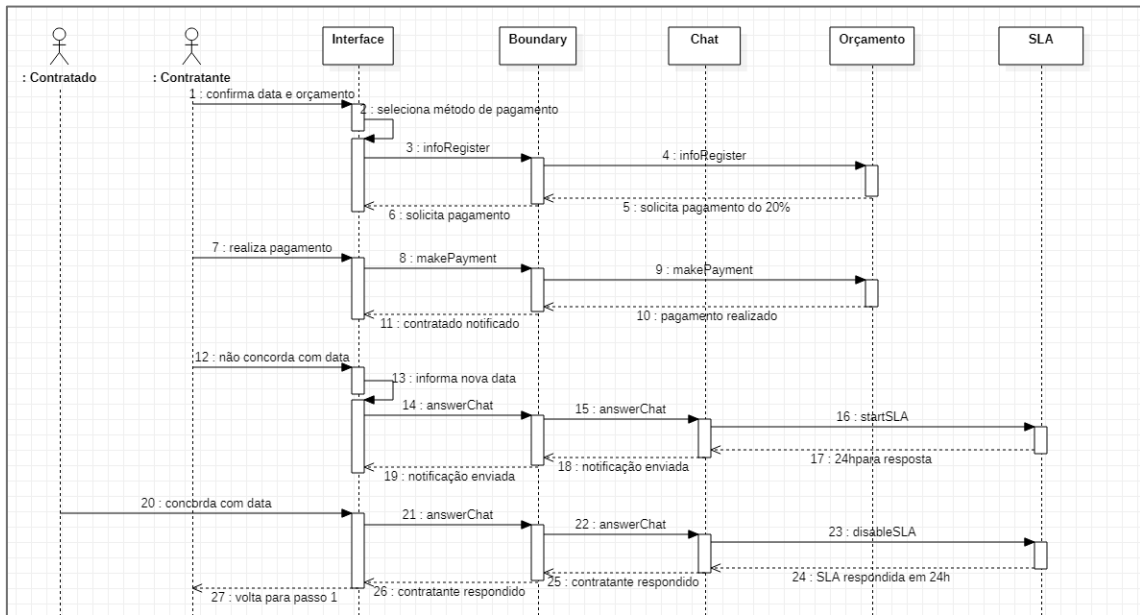 Interface
Boundary
Chat
Orçamento
SLA
: Contratado
: Contratante
1 : confirma data e orçamento
2 : seleciona método de pagamento
3 : infoRegister
4 : infoRegister
5 : solicita pagamento do 20%
6 : solicita pagamento
7 : realiza pagamento
8 : makePayment
9 : makePayment
10 : pagamento realizado
11 : contratado notificado
12 : não concorda com data
13 : informa nova data
14 : answerChat
15 : answerChat
16 : startSLA
17 : 24hpara resposta
18 : notificação enviada
19 : notificação enviada
20 : concorda com data
21 : answerChat
22 : answerChat
23 : disableSLA
24 : SLA respondida em 24h
25 : contratante respondido
26 : contratante respondido
27 : volta para passo 1